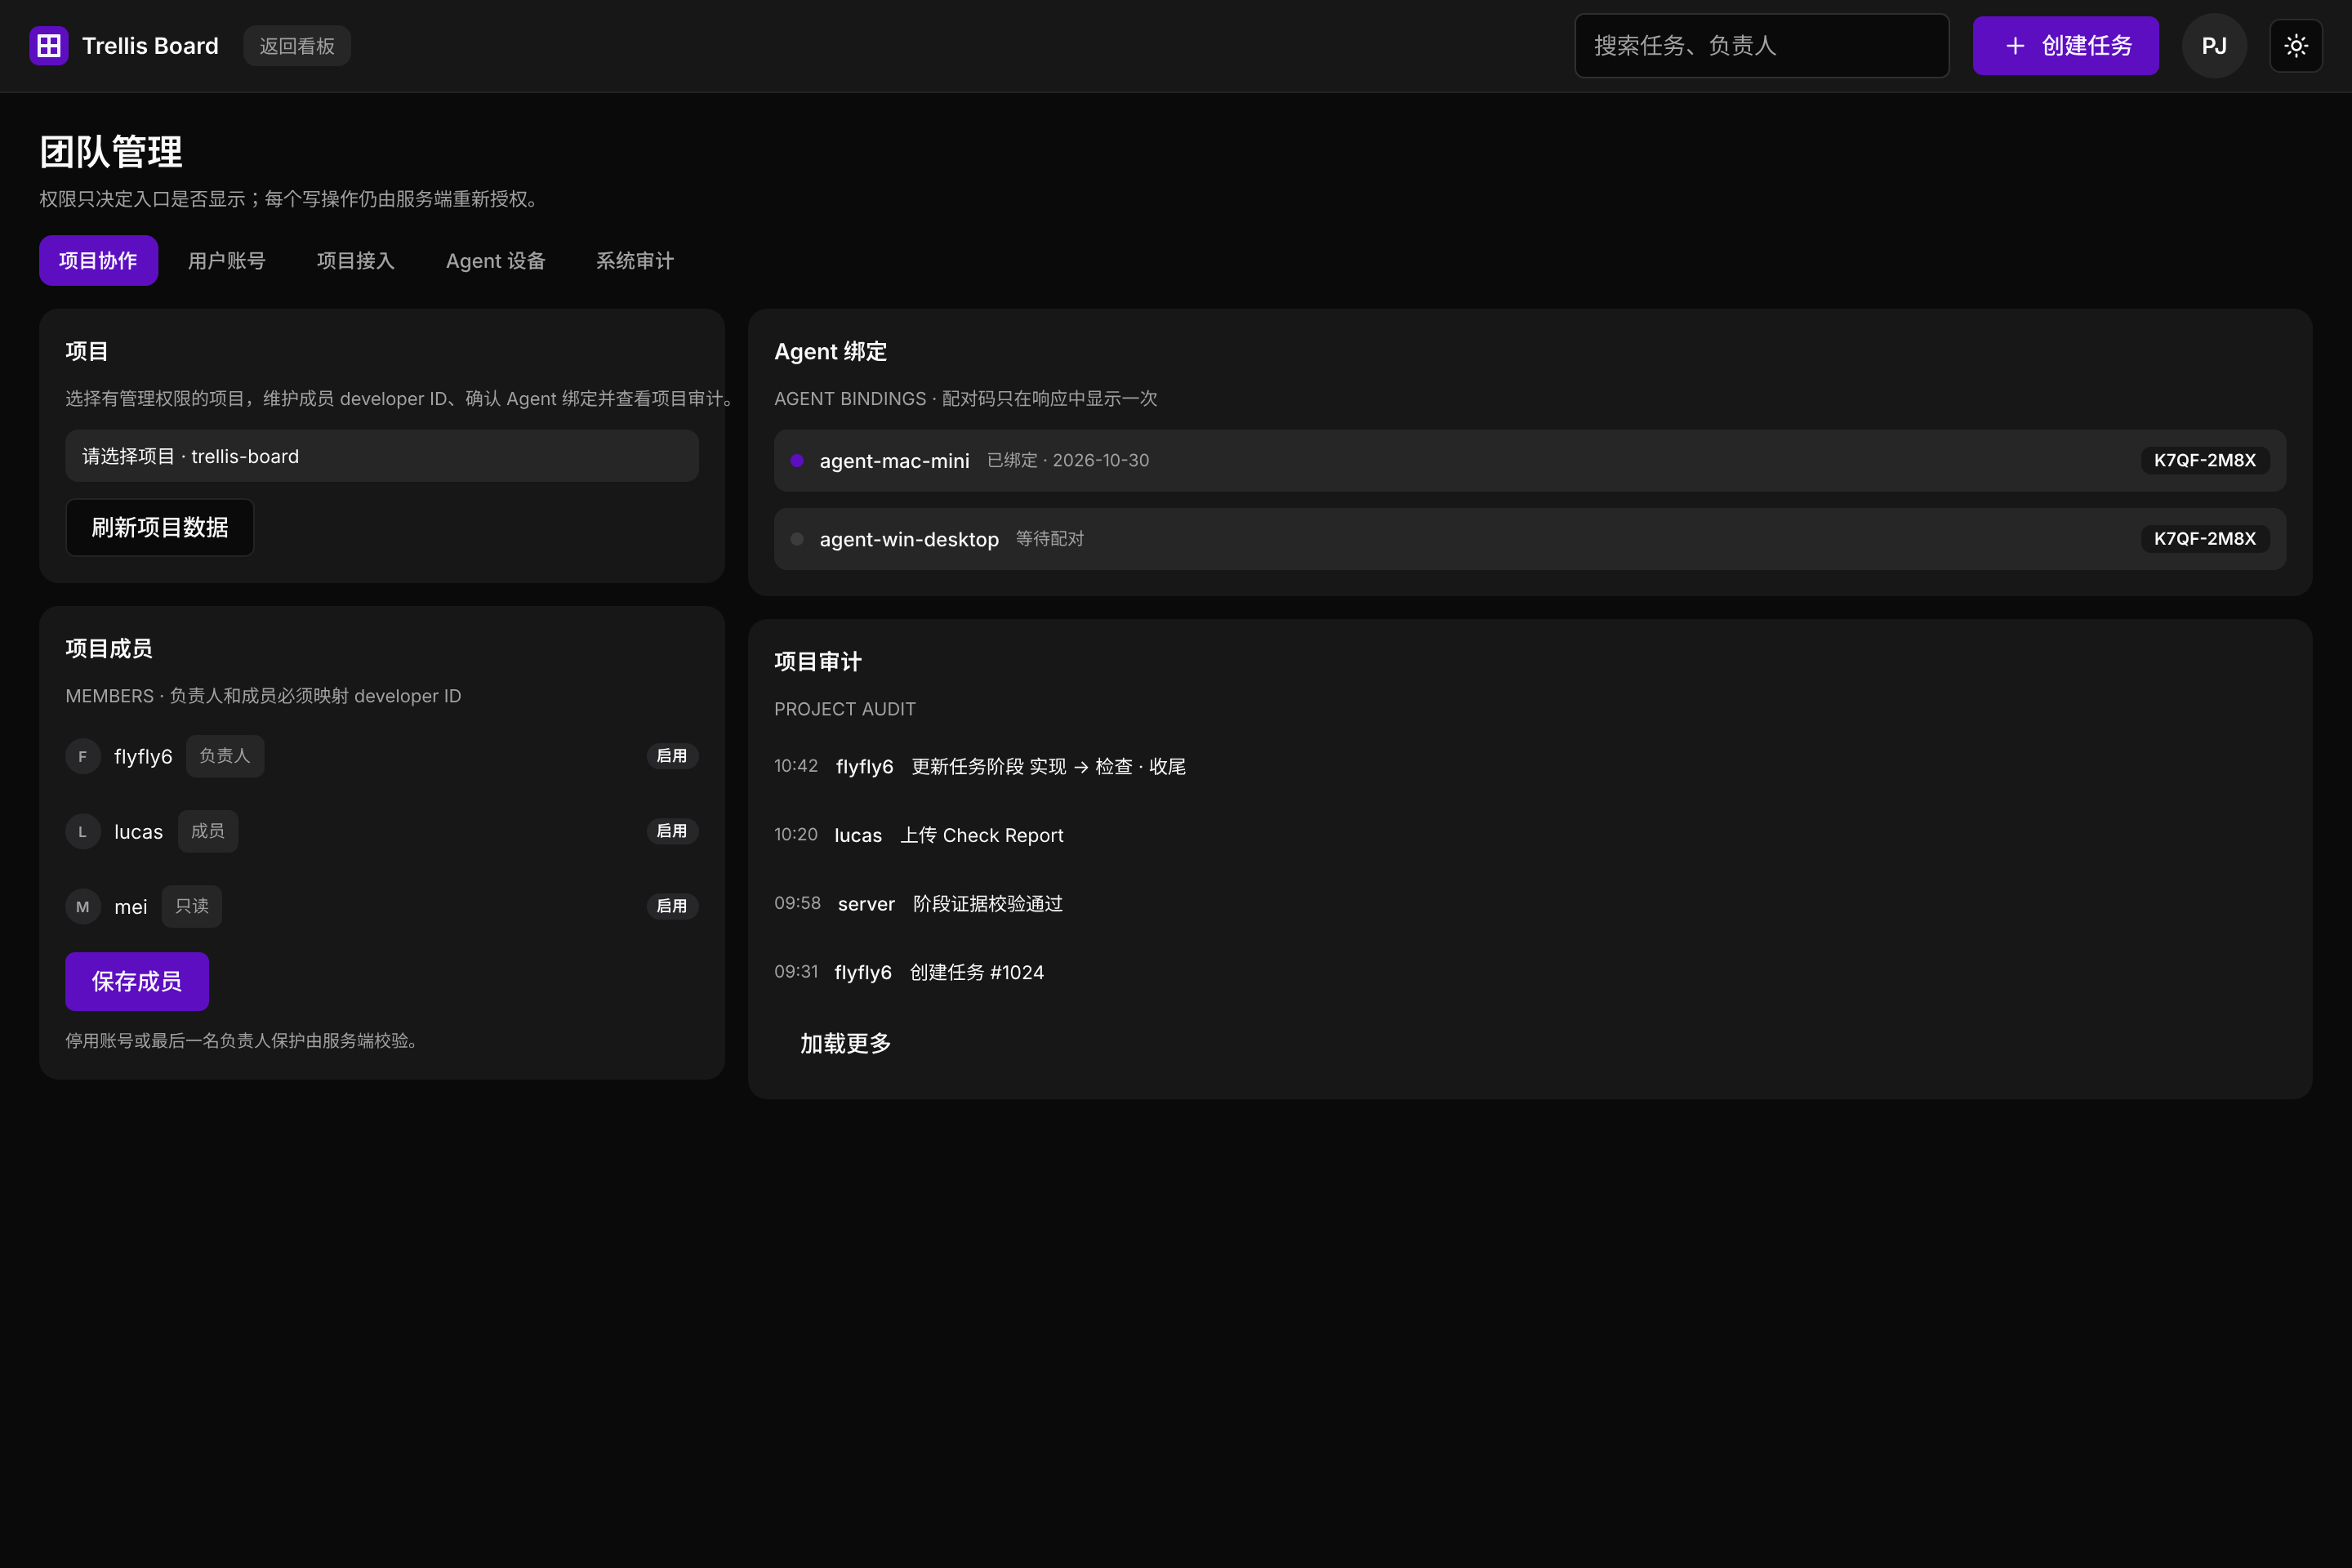 Trellis Board 返回看板 搜索任务、负责人 创建任务 PJ
团队管理
权限只决定入口是否显示；每个写操作仍由服务端重新授权。
项目协作 用户账号 项目接入 Agent 设备 系统审计
项目
选择有管理权限的项目，维护成员 developer ID、确认 Agent 绑定并查看项目审计。
请选择项目 · trellis-board
刷新项目数据
项目成员
MEMBERS · 负责人和成员必须映射 developer ID
F flyfly6 负责人 启用
L lucas 成员 启用
M mei 只读 启用
保存成员
停用账号或最后一名负责人保护由服务端校验。
Agent 绑定
AGENT BINDINGS · 配对码只在响应中显示一次
agent-mac-mini 已绑定 · 2026-10-30 K7QF-2M8X
agent-win-desktop 等待配对 K7QF-2M8X
项目审计
PROJECT AUDIT
10:42 flyfly6 更新任务阶段 实现 → 检查 · 收尾
10:20 lucas 上传 Check Report
09:58 server 阶段证据校验通过
09:31 flyfly6 创建任务 #1024
加载更多